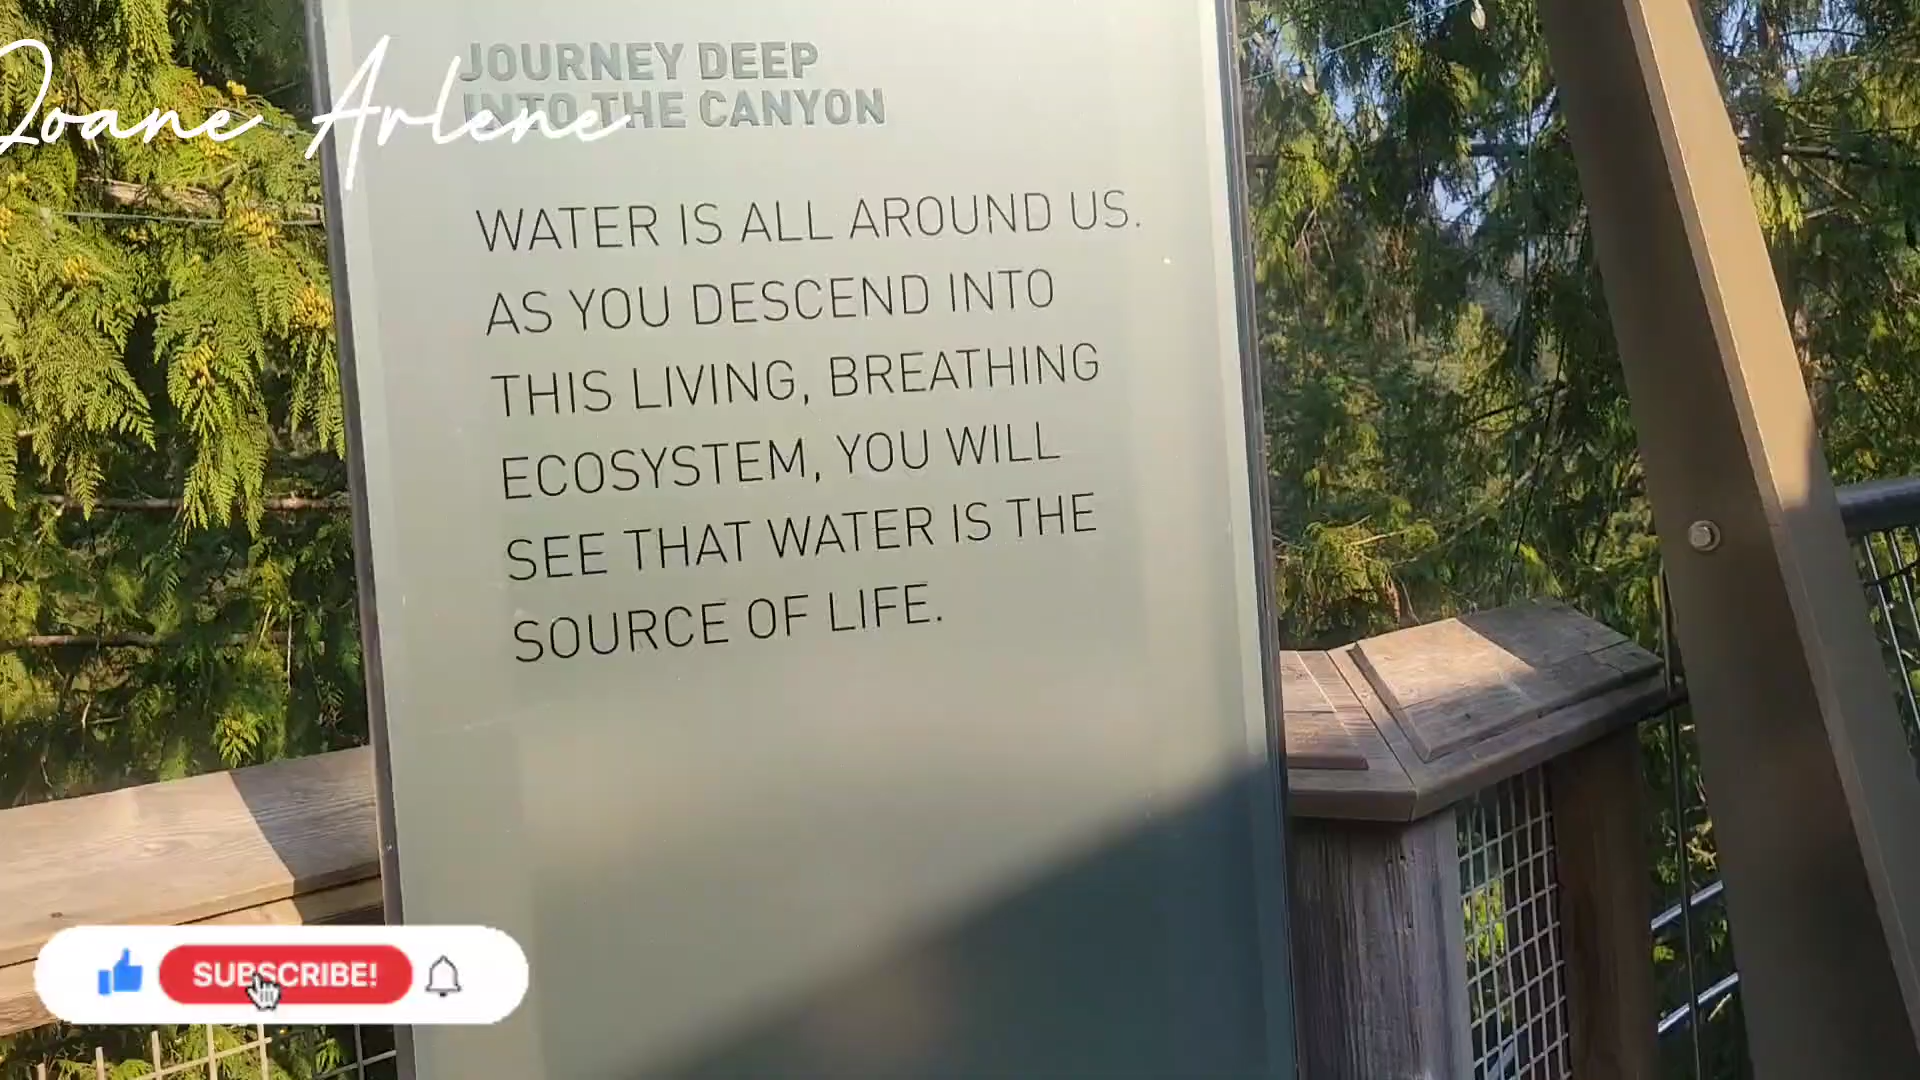 JOURNEY DEEP
INTO THE CANYON
Joane Arlene
WATER IS ALL AROUND US.
AS YOU DESCEND INTO
THIS LIVING, BREATHING
ECOSYSTEM, YOU WILL
SEE THAT WATER IS THE
SOURCE OF LIFE.
SUBSCRIBE!